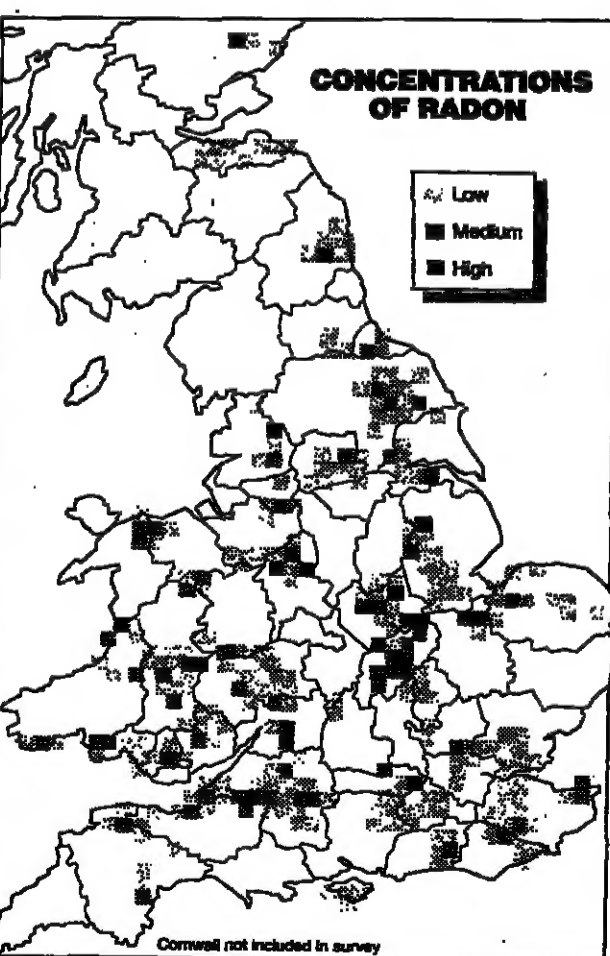 CONCENTRATIONS
OF RADON
Low
Medium
High
Cornwall not included in survey